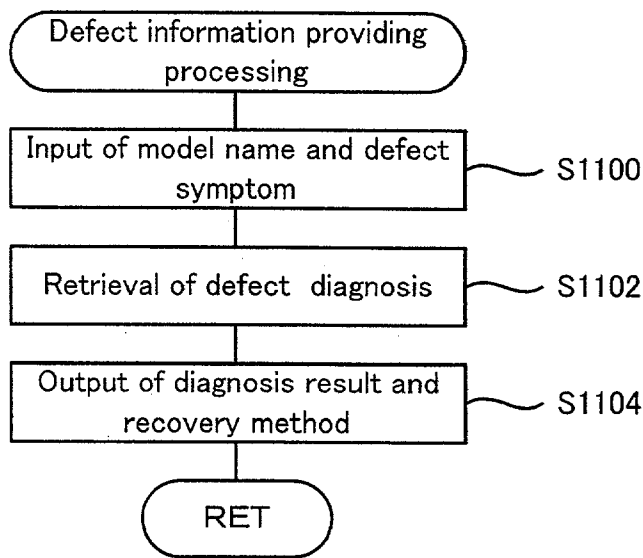 Defect information providing
processing
Input of model name and defect
symptom
S1100
Retrieval of defect diagnosis
S1102
Output of diagnosis result and
recovery method
S1104
RET